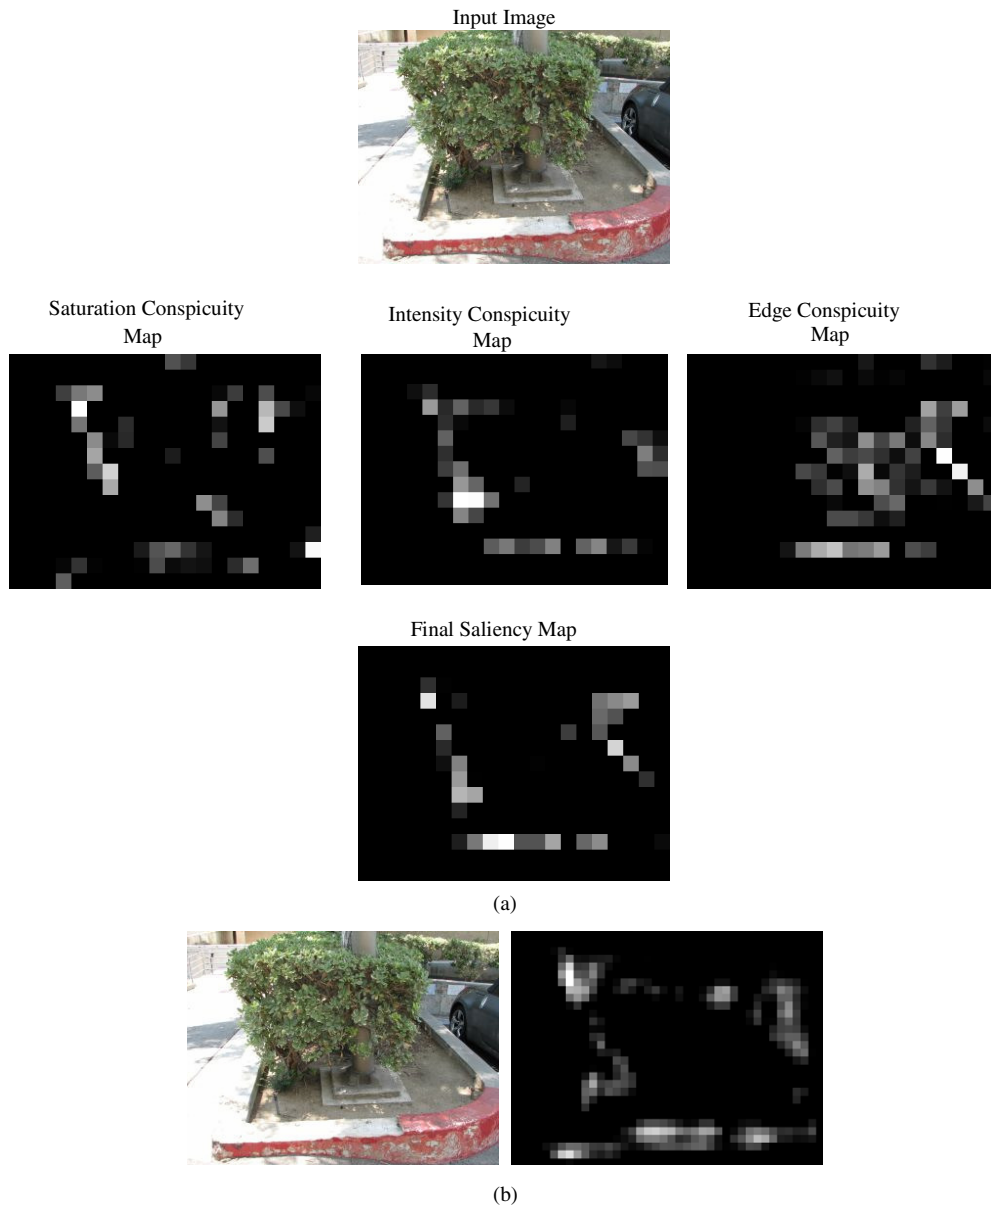 Input Image
Saturation Conspicuity
Map
Intensity Conspicuity
Map
Edge Conspicuity
Map
Final Saliency Map
(a)
(b)